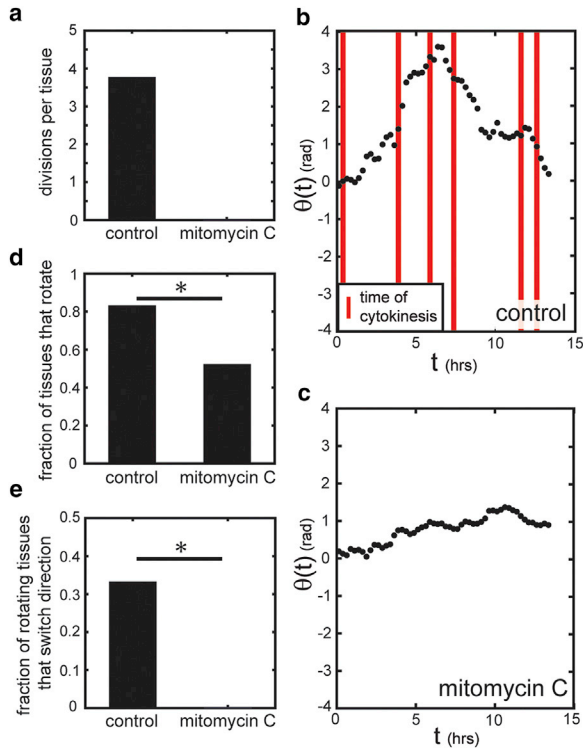 a
divisions per tissue
5
4
3
2
1
0
control mitomycin C
b
θ(t) (rad)
4
3
2
1
0
-1
-2
-3
-4
time of
cytokinesis
control
0 5 10 15
t (hrs)
d
fraction of tissues that rotate
1
0.8
0.6
0.4
0.2
0
*
control mitomycin C
c
θ(t) (rad)
4
3
2
1
0
-1
-2
-3
-4
mitomycin C
0 5 10 15
t (hrs)
e
fraction of rotating tissues
that switch direction
0.5
0.4
0.3
0.2
0.1
0
*
control mitomycin C